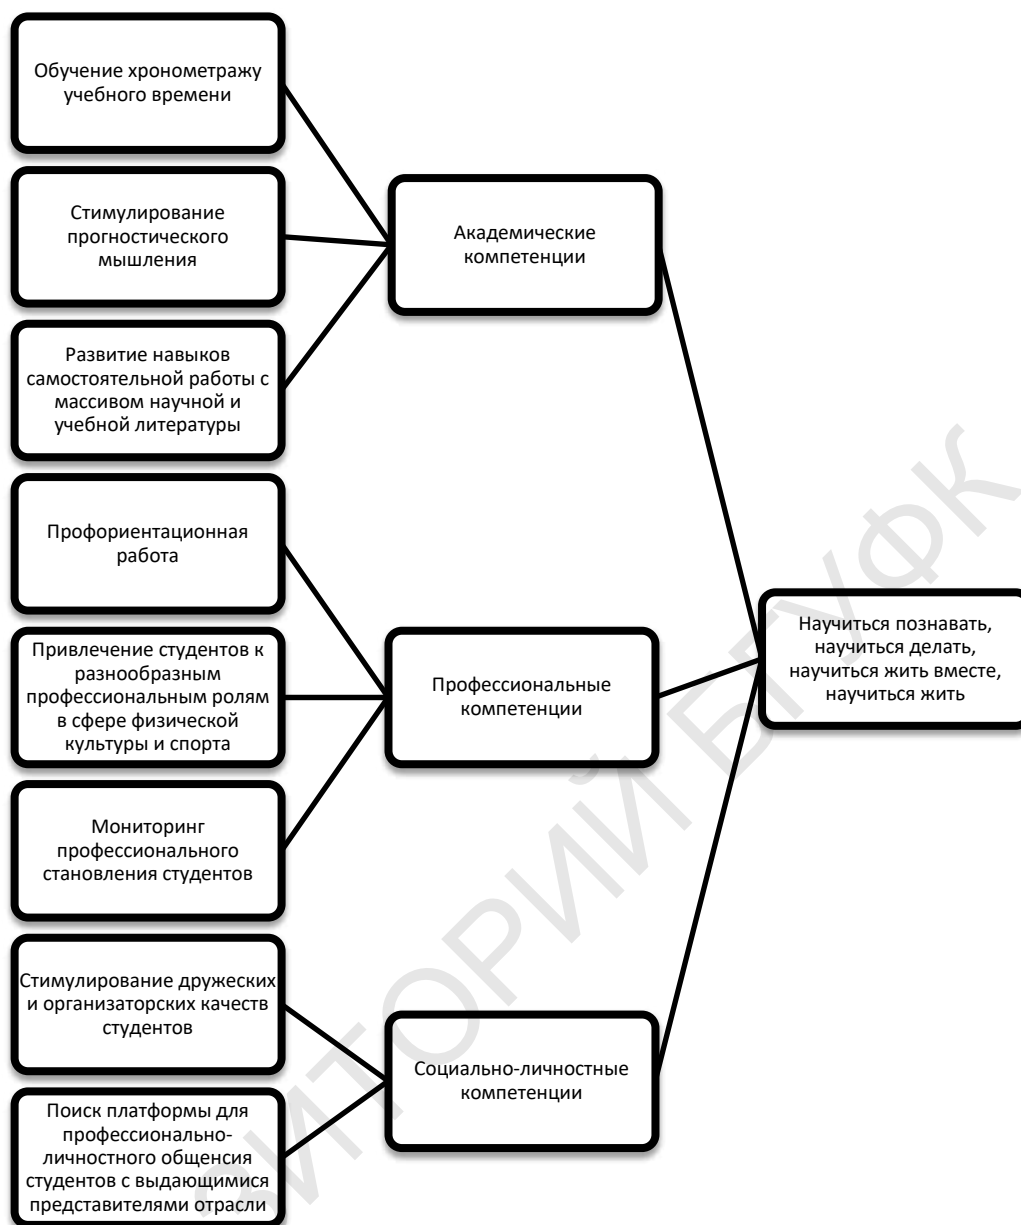 Обучение хронометражу
учебного времени
Стимулирование
прогностического
мышления
Развитие навыков
самостоятельной работы с
массивом научной и
учебной литературы
Академические
компетенции
Профориентационная
работа
Привлечение студентов к
разнообразным
профессиональным ролям
в сфере физической
культуры и спорта
Мониторинг
профессионального
становления студентов
Профессиональные
компетенции
Стимулирование дружеских
и организаторских качеств
студентов
Поиск платформы для
профессионально-
личностного общенсия
студентов с выдающимися
представителями отрасли
Социально-личностные
компетенции
Научиться познавать,
научиться делать,
научиться жить вместе,
научиться жить
ЗИТОРИЙ БГУФК